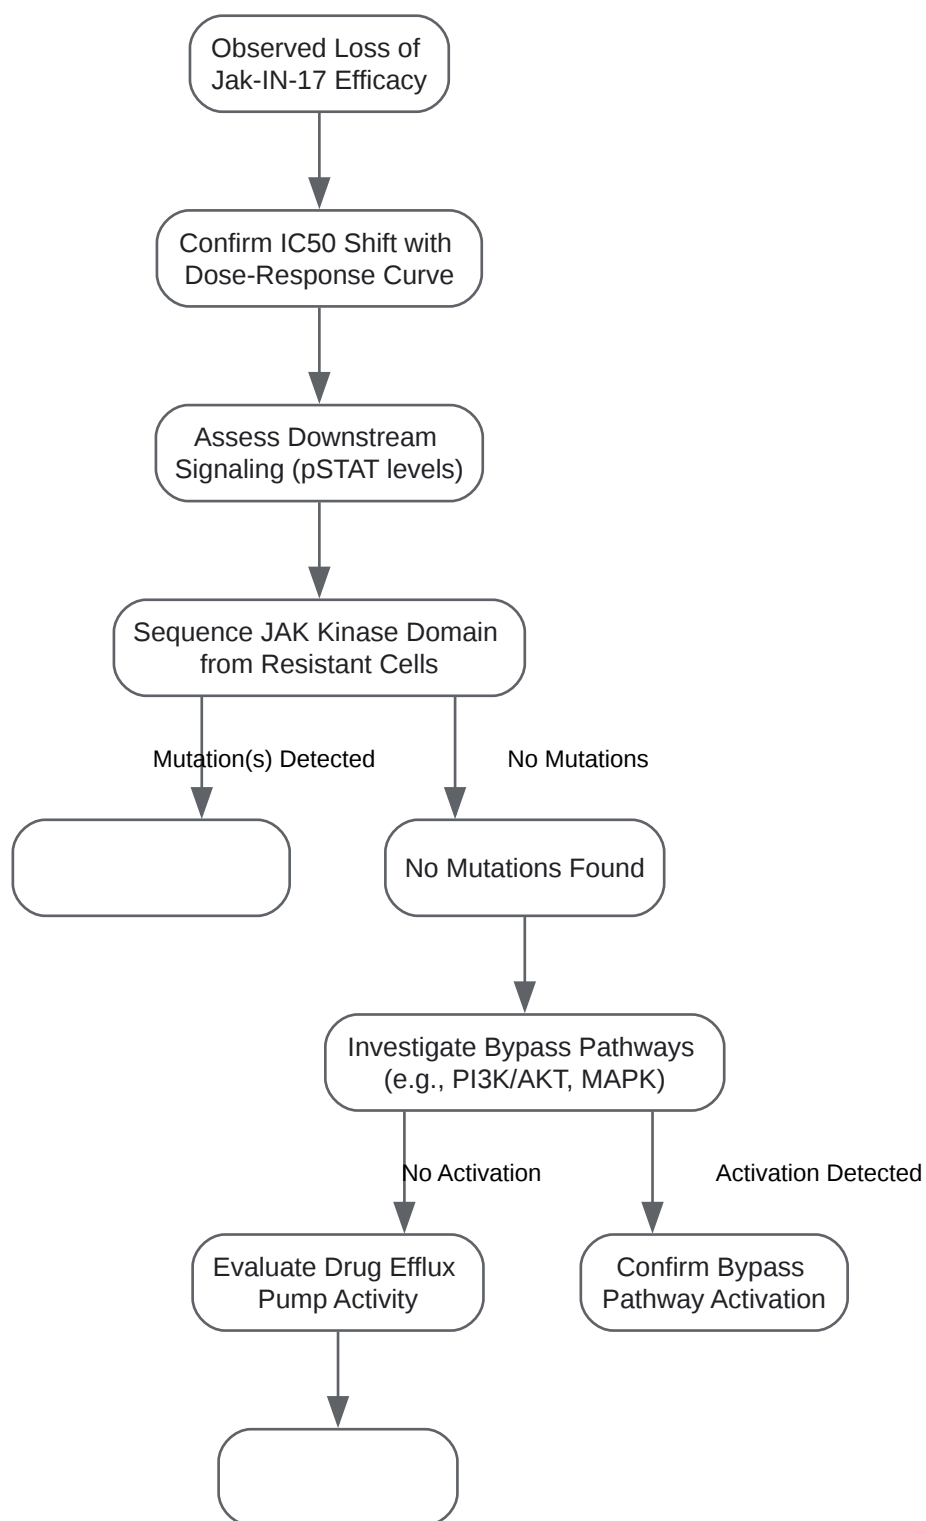 Observed Loss of
Jak-IN-17 Efficacy
Confirm IC50 Shift with
Dose-Response Curve
Assess Downstream
Signaling (pSTAT levels)
Sequence JAK Kinase Domain
from Resistant Cells
Mutation(s) Detected
No Mutations
No Mutations Found
Investigate Bypass Pathways
(e.g., PI3K/AKT, MAPK)
No Activation
Activation Detected
Evaluate Drug Efflux
Pump Activity
Confirm Bypass
Pathway Activation